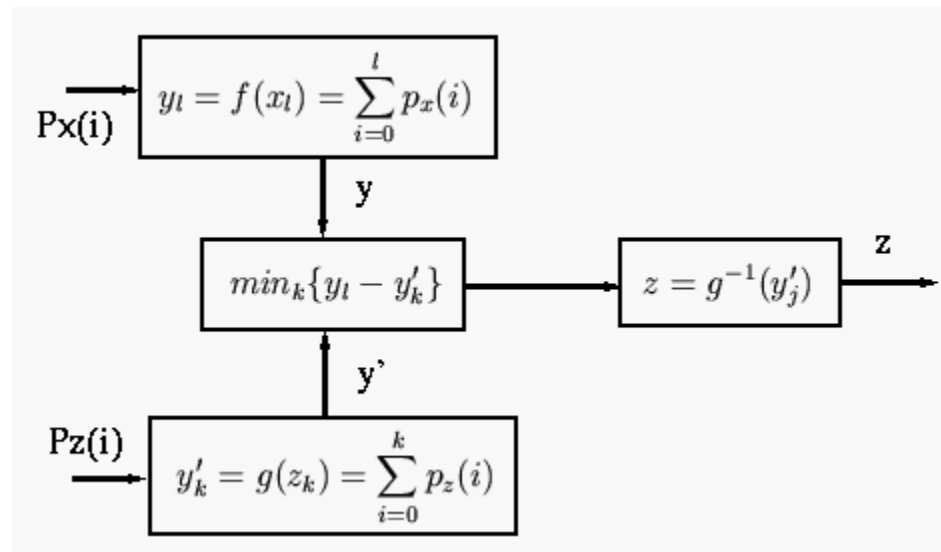 Px(i)
y_l = f(x_l) = \sum_{i=0}^{l} p_x(i)
y
min_k{y_l − y'_k}
z = g^{-1}(y'_j)
z
y'
Pz(i)
y'_k = g(z_k) = \sum_{i=0}^{k} p_z(i)